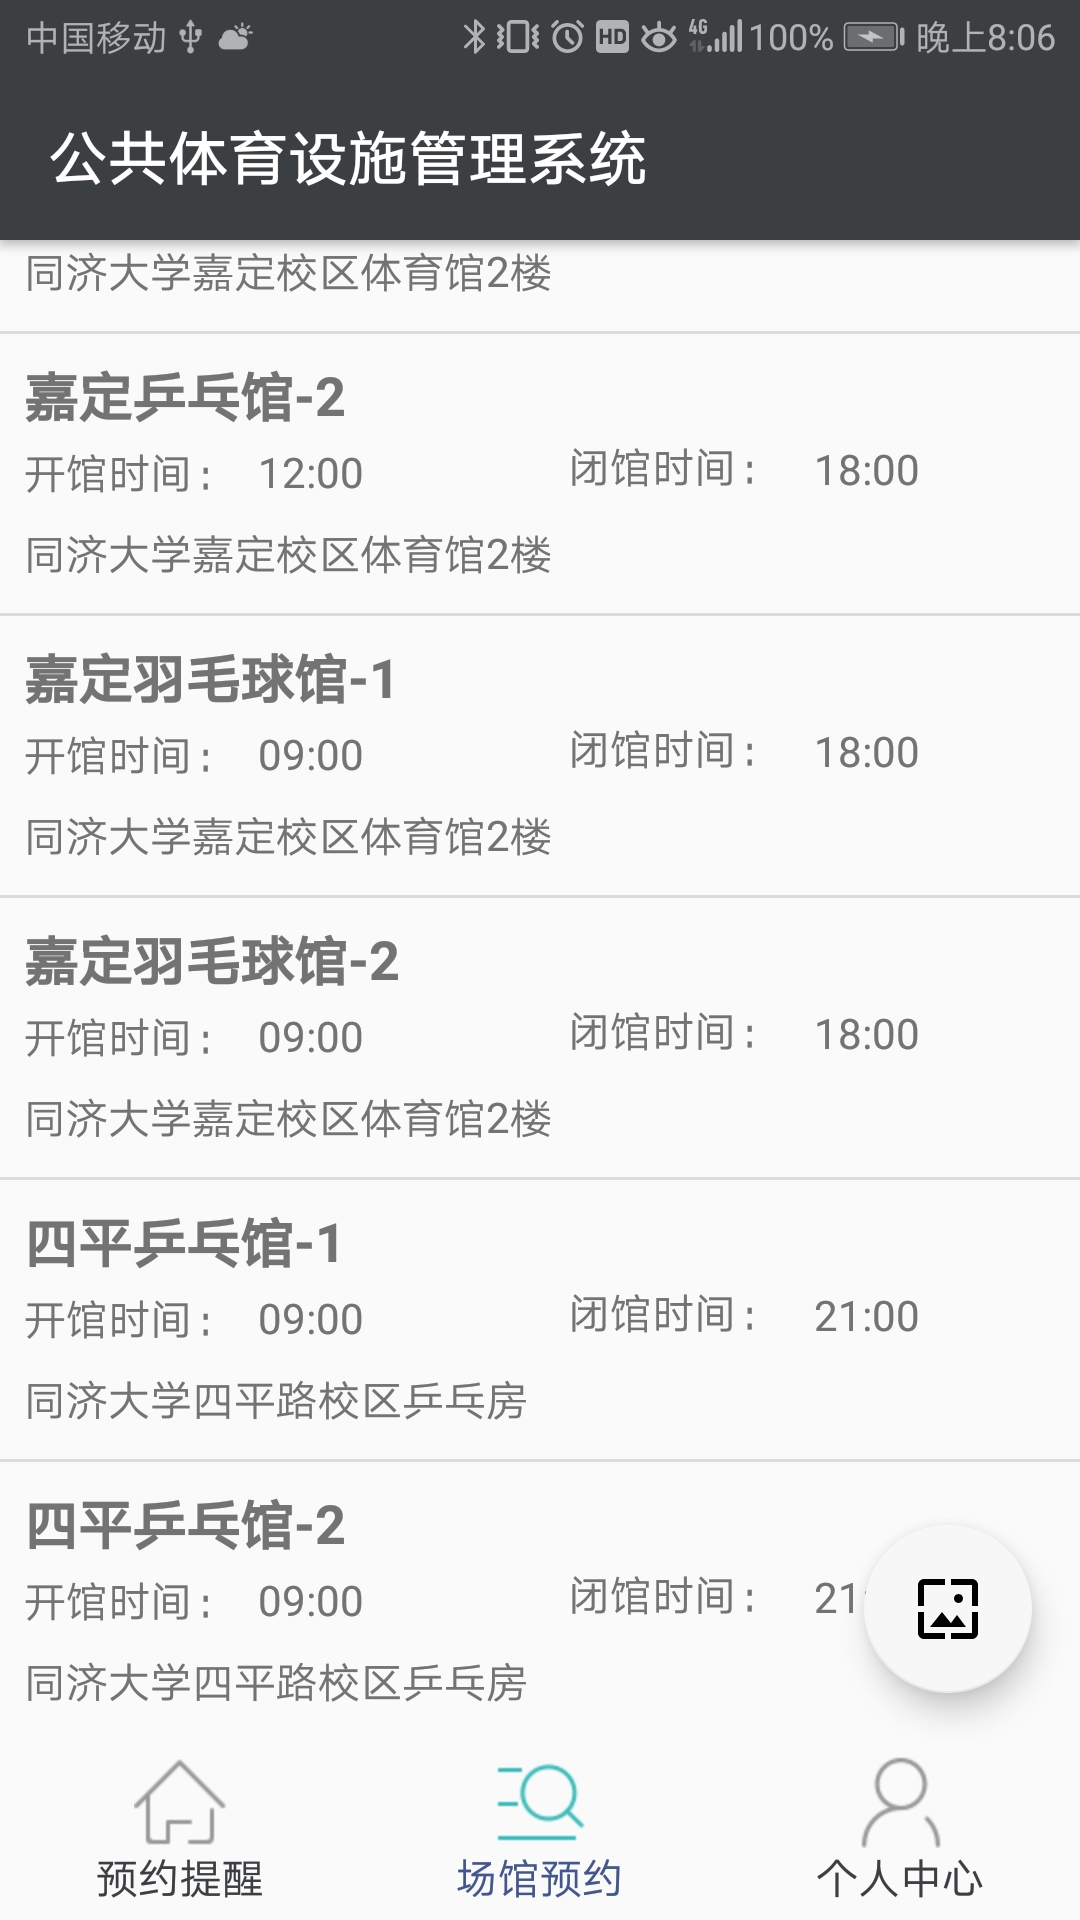 中国移动 HD 4G 100% 晚上8:06
公共体育设施管理系统
同济大学嘉定校区体育馆2楼
嘉定乒乓馆-2
开馆时间： 12:00 闭馆时间： 18:00
同济大学嘉定校区体育馆2楼
嘉定羽毛球馆-1
开馆时间： 09:00 闭馆时间： 18:00
同济大学嘉定校区体育馆2楼
嘉定羽毛球馆-2
开馆时间： 09:00 闭馆时间： 18:00
同济大学嘉定校区体育馆2楼
四平乒乓馆-1
开馆时间： 09:00 闭馆时间： 21:00
同济大学四平路校区乒乓房
四平乒乓馆-2
开馆时间： 09:00 闭馆时间： 21
同济大学四平路校区乒乓房
预约提醒 场馆预约 个人中心